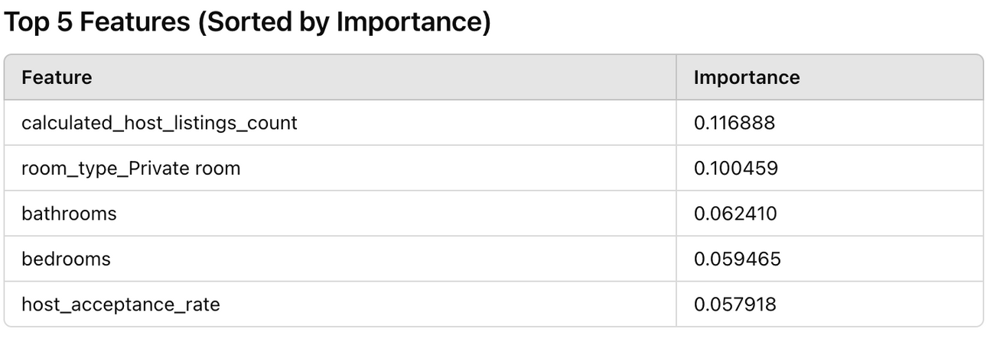 Top 5 Features (Sorted by Importance)
Feature Importance
calculated_host_listings_count 0.116888
room_type_Private room 0.100459
bathrooms 0.062410
bedrooms 0.059465
host_acceptance_rate 0.057918